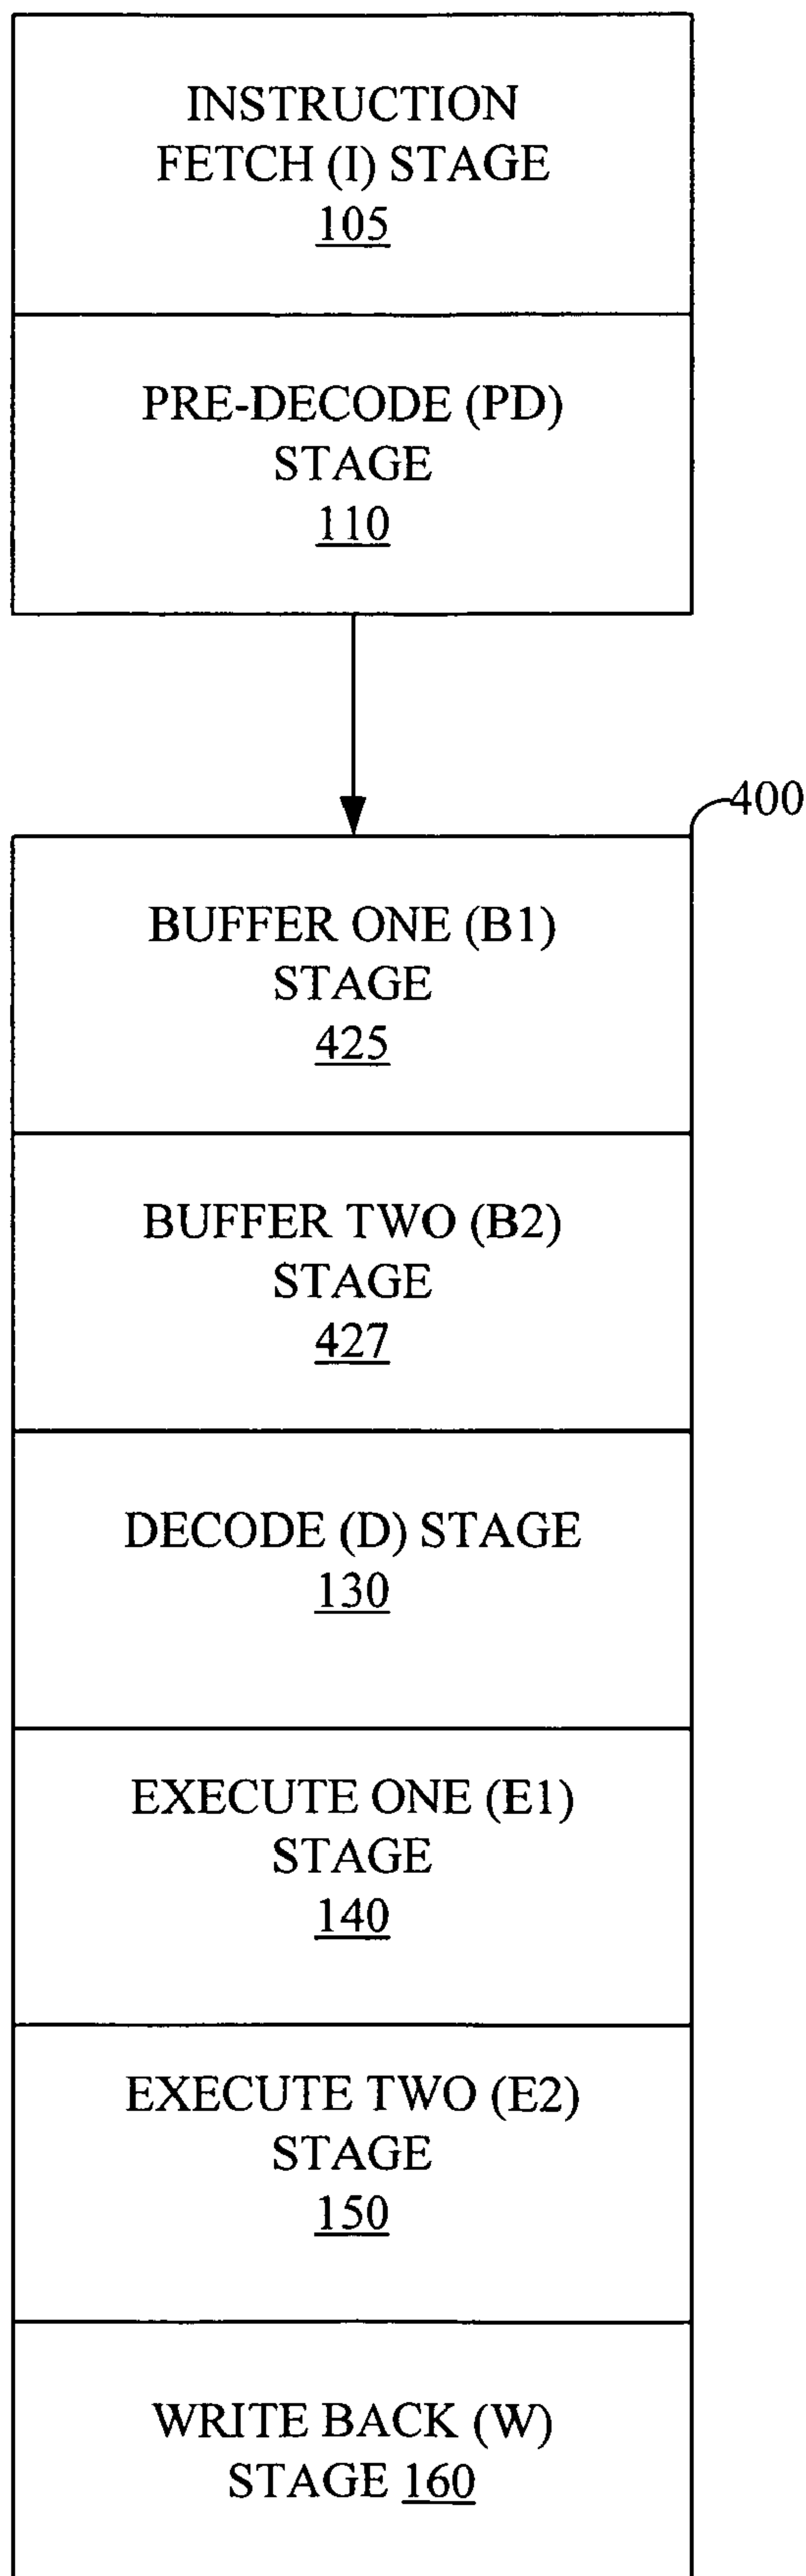 INSTRUCTION
FETCH (I) STAGE
105
PRE-DECODE (PD)
STAGE
110
400
BUFFER ONE (B1)
STAGE
425
BUFFER TWO (B2)
STAGE
427
DECODE (D) STAGE
130
EXECUTE ONE (E1)
STAGE
140
EXECUTE TWO (E2)
STAGE
150
WRITE BACK (W)
STAGE 160